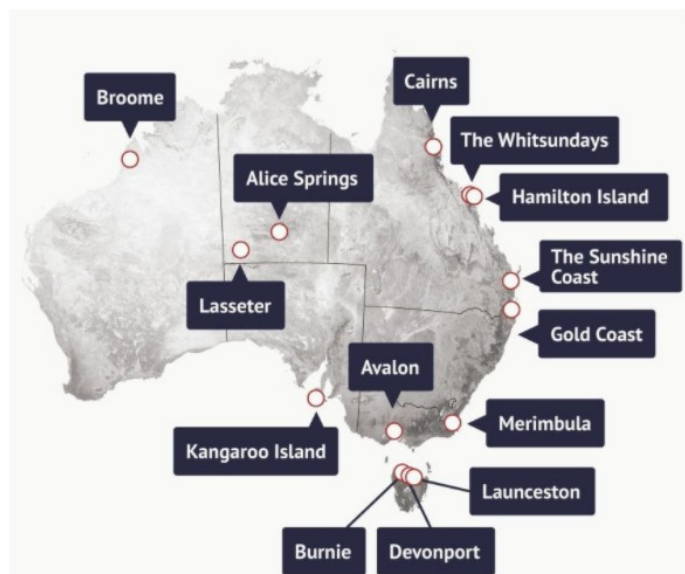 Cairns
Broome
The Whitsundays
Alice Springs
Hamilton Island
The Sunshine
Coast
Lasseter
Gold Coast
Avalon
Merimbula
Kangaroo Island
Launceston
Burnie
Devonport